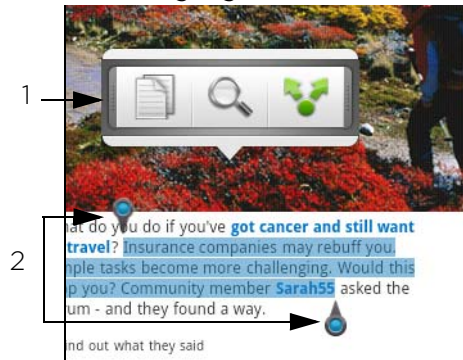 1
2
hat do you do if you've got cancer and still want
travel? Insurance companies may rebuff you.
mple tasks become more challenging. Would this
op you? Community member Sarah55 asked the
rum - and they found a way.
nd out what they said